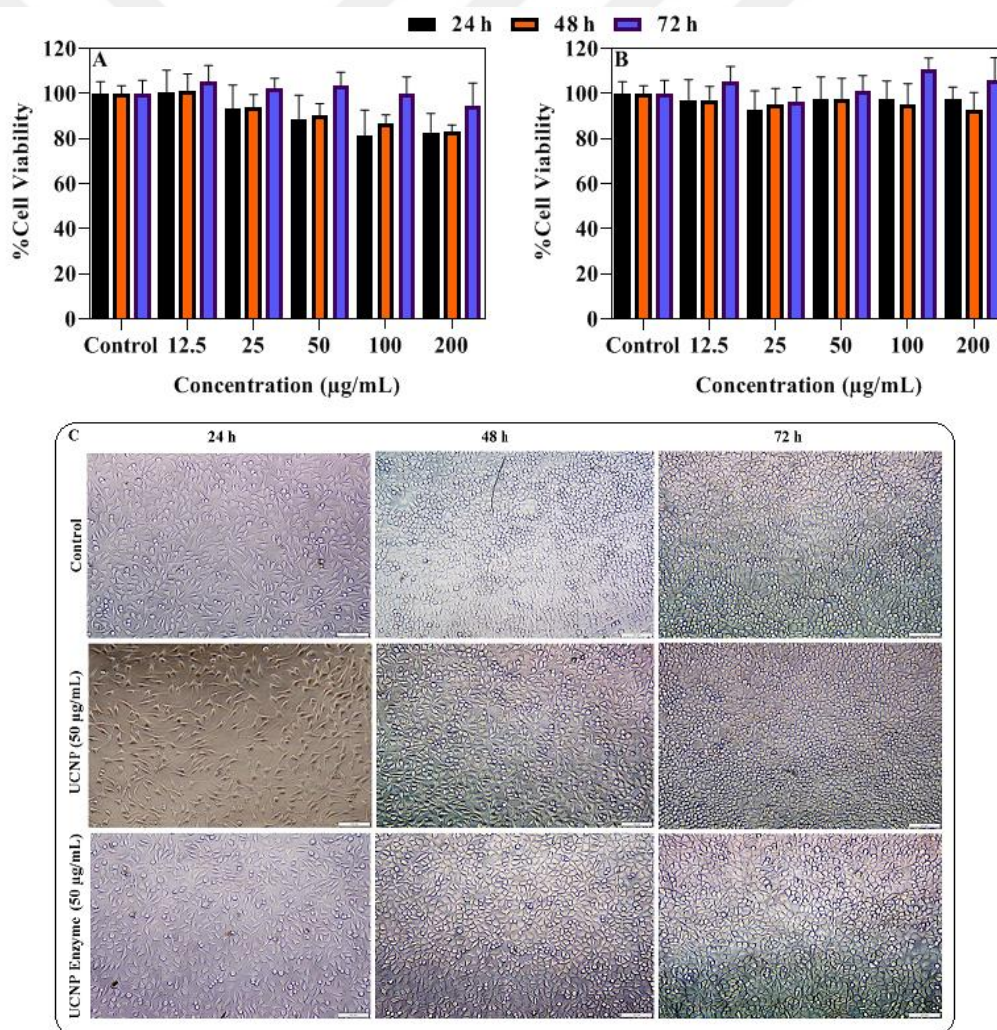 24 h 48 h 72 h
A
120
100
80
60
40
20
0
%Cell Viability
Control 12.5 25 50 100 200
Concentration (µg/mL)
B
120
100
80
60
40
20
0
%Cell Viability
Control 12.5 25 50 100 200
Concentration (µg/mL)
C
24 h 48 h 72 h
Control
UCNP (50 µg/mL)
UCNP Enzyme (50 µg/mL)